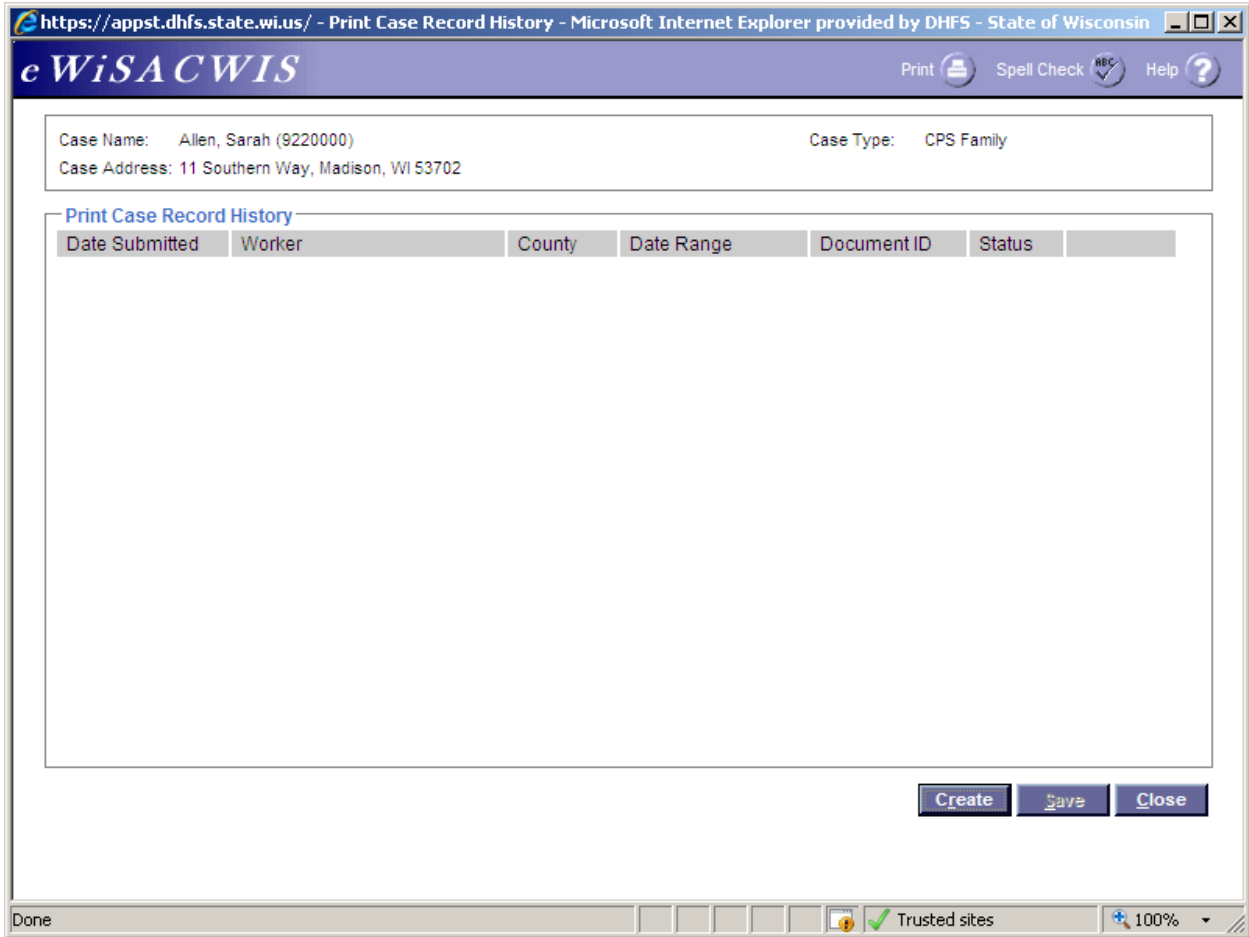 https://appst.dhfs.state.wi.us/ - Print Case Record History - Microsoft Internet Explorer provided by DHFS - State of Wisconsin
e WiSACWIS Print Spell Check ABC Help ?
Case Name: Allen, Sarah (9220000) Case Type: CPS Family
Case Address: 11 Southern Way, Madison, WI 53702
Print Case Record History
Date Submitted Worker County Date Range Document ID Status
Create Save Close
Done Trusted sites 100%